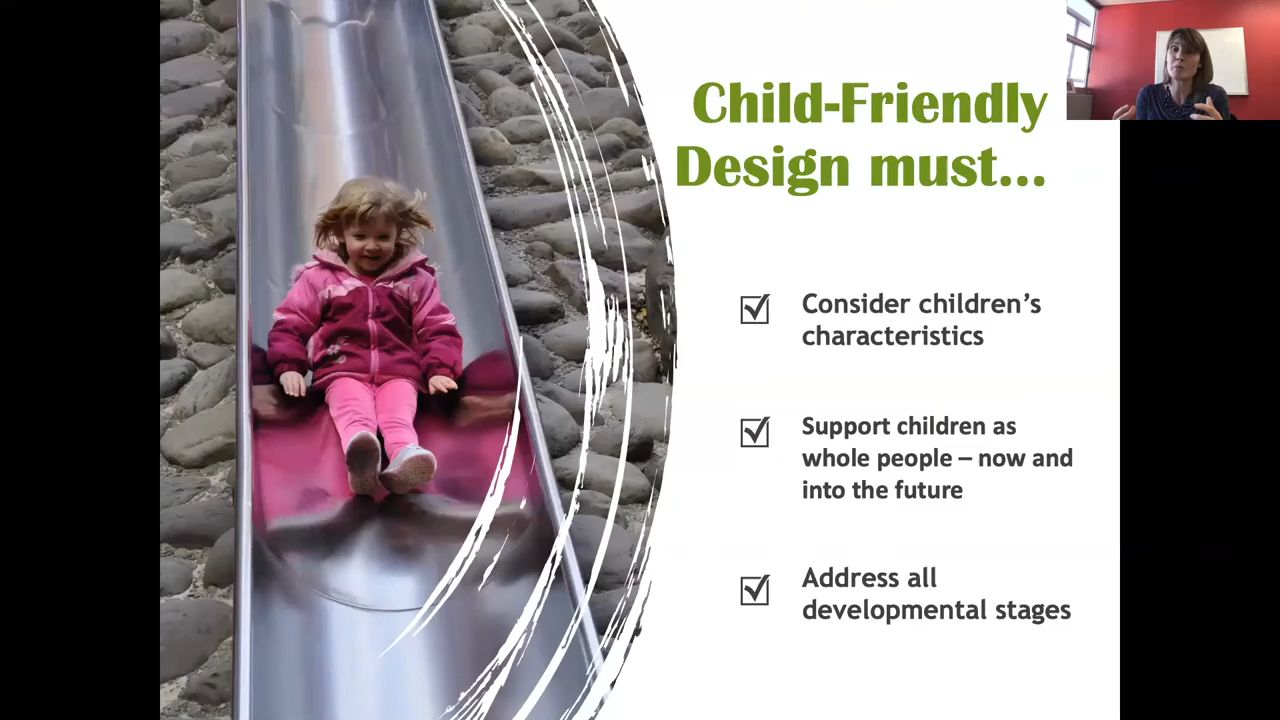 Child-Friendly
Design must...
Consider children’s
characteristics
Support children as
whole people – now and
into the future
Address all
developmental stages